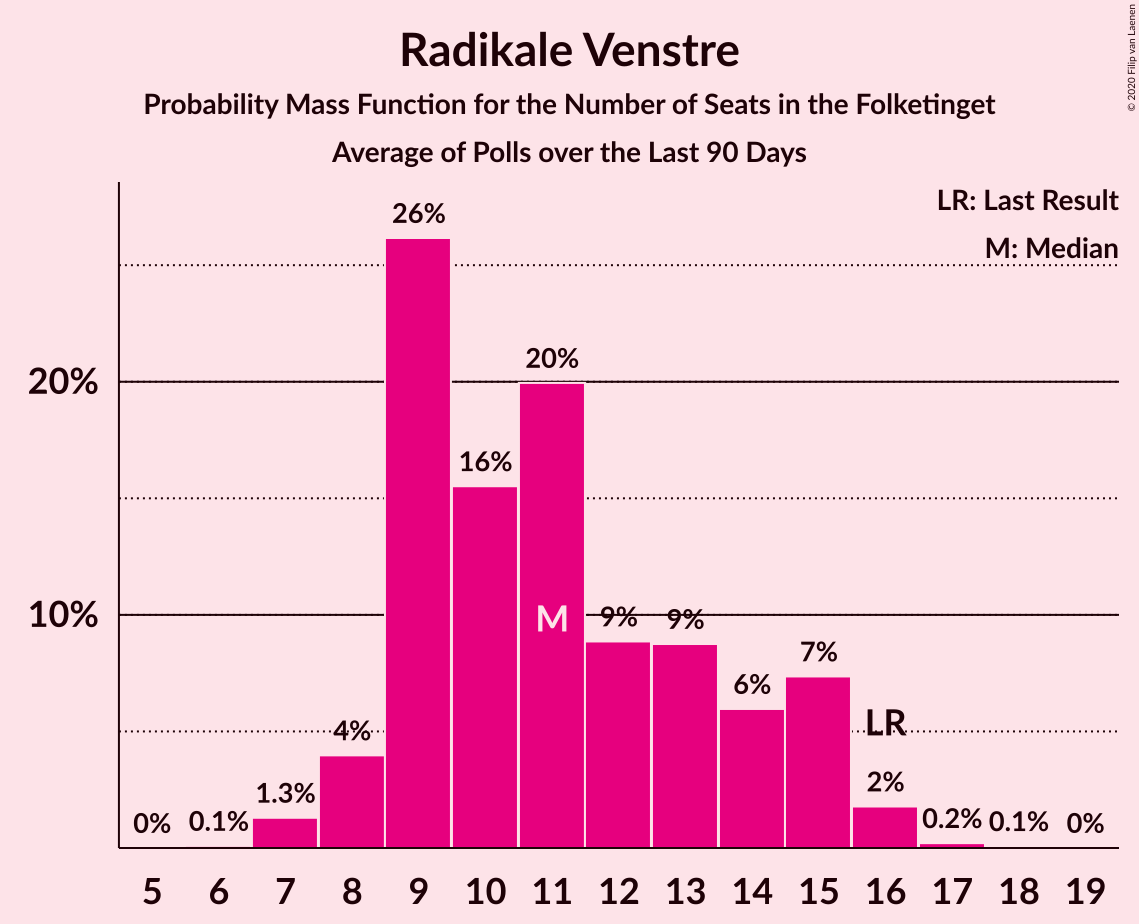 Radikale Venstre
Probability Mass Function for the Number of Seats in the Folketinget
Average of Polls over the Last 90 Days
© 2020 Filip van Laenen
LR: Last Result
M: Median
26%
20%
20%
16%
10%
M
9%
9%
7%
6%
LR
4%
2%
1.3%
0%
0.1%
0.2%
0.1%
0%
5 6 7 8 9 10 11 12 13 14 15 16 17 18 19